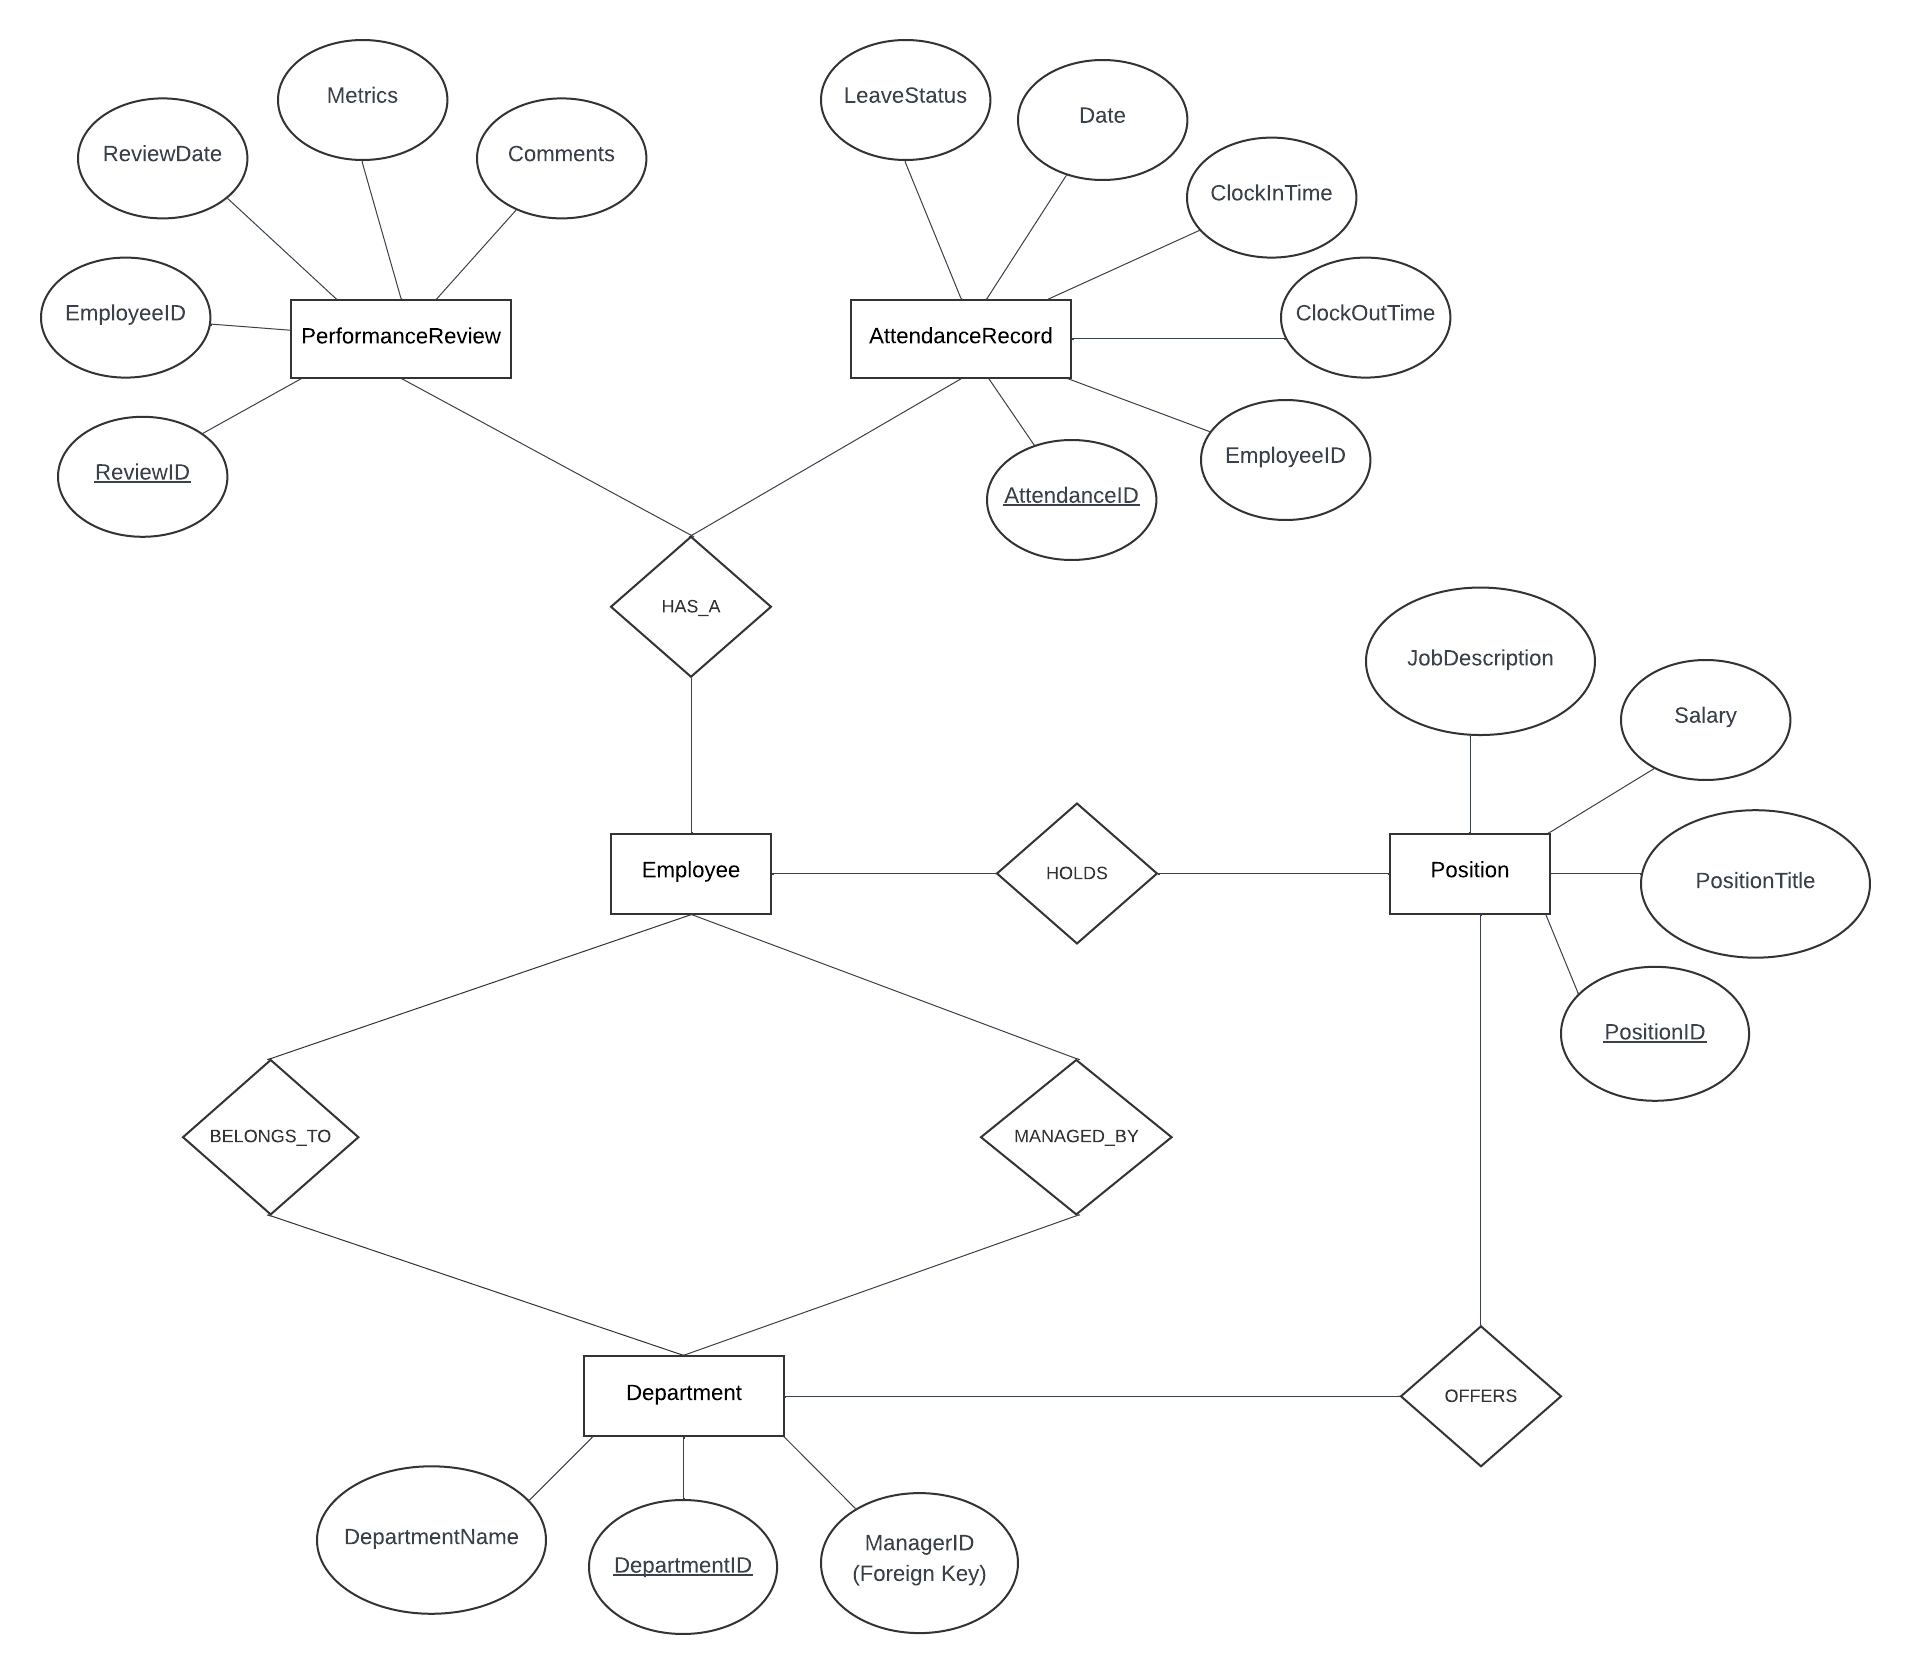 Metrics
LeaveStatus
Date
ReviewDate
Comments
ClockInTime
EmployeeID
ClockOutTime
PerformanceReview
AttendanceRecord
EmployeeID
ReviewID
AttendanceID
HAS_A
JobDescription
Salary
Employee
HOLDS
Position
PositionTitle
PositionID
BELONGS_TO
MANAGED_BY
Department
OFFERS
DepartmentName
DepartmentID
ManagerID
(Foreign Key)